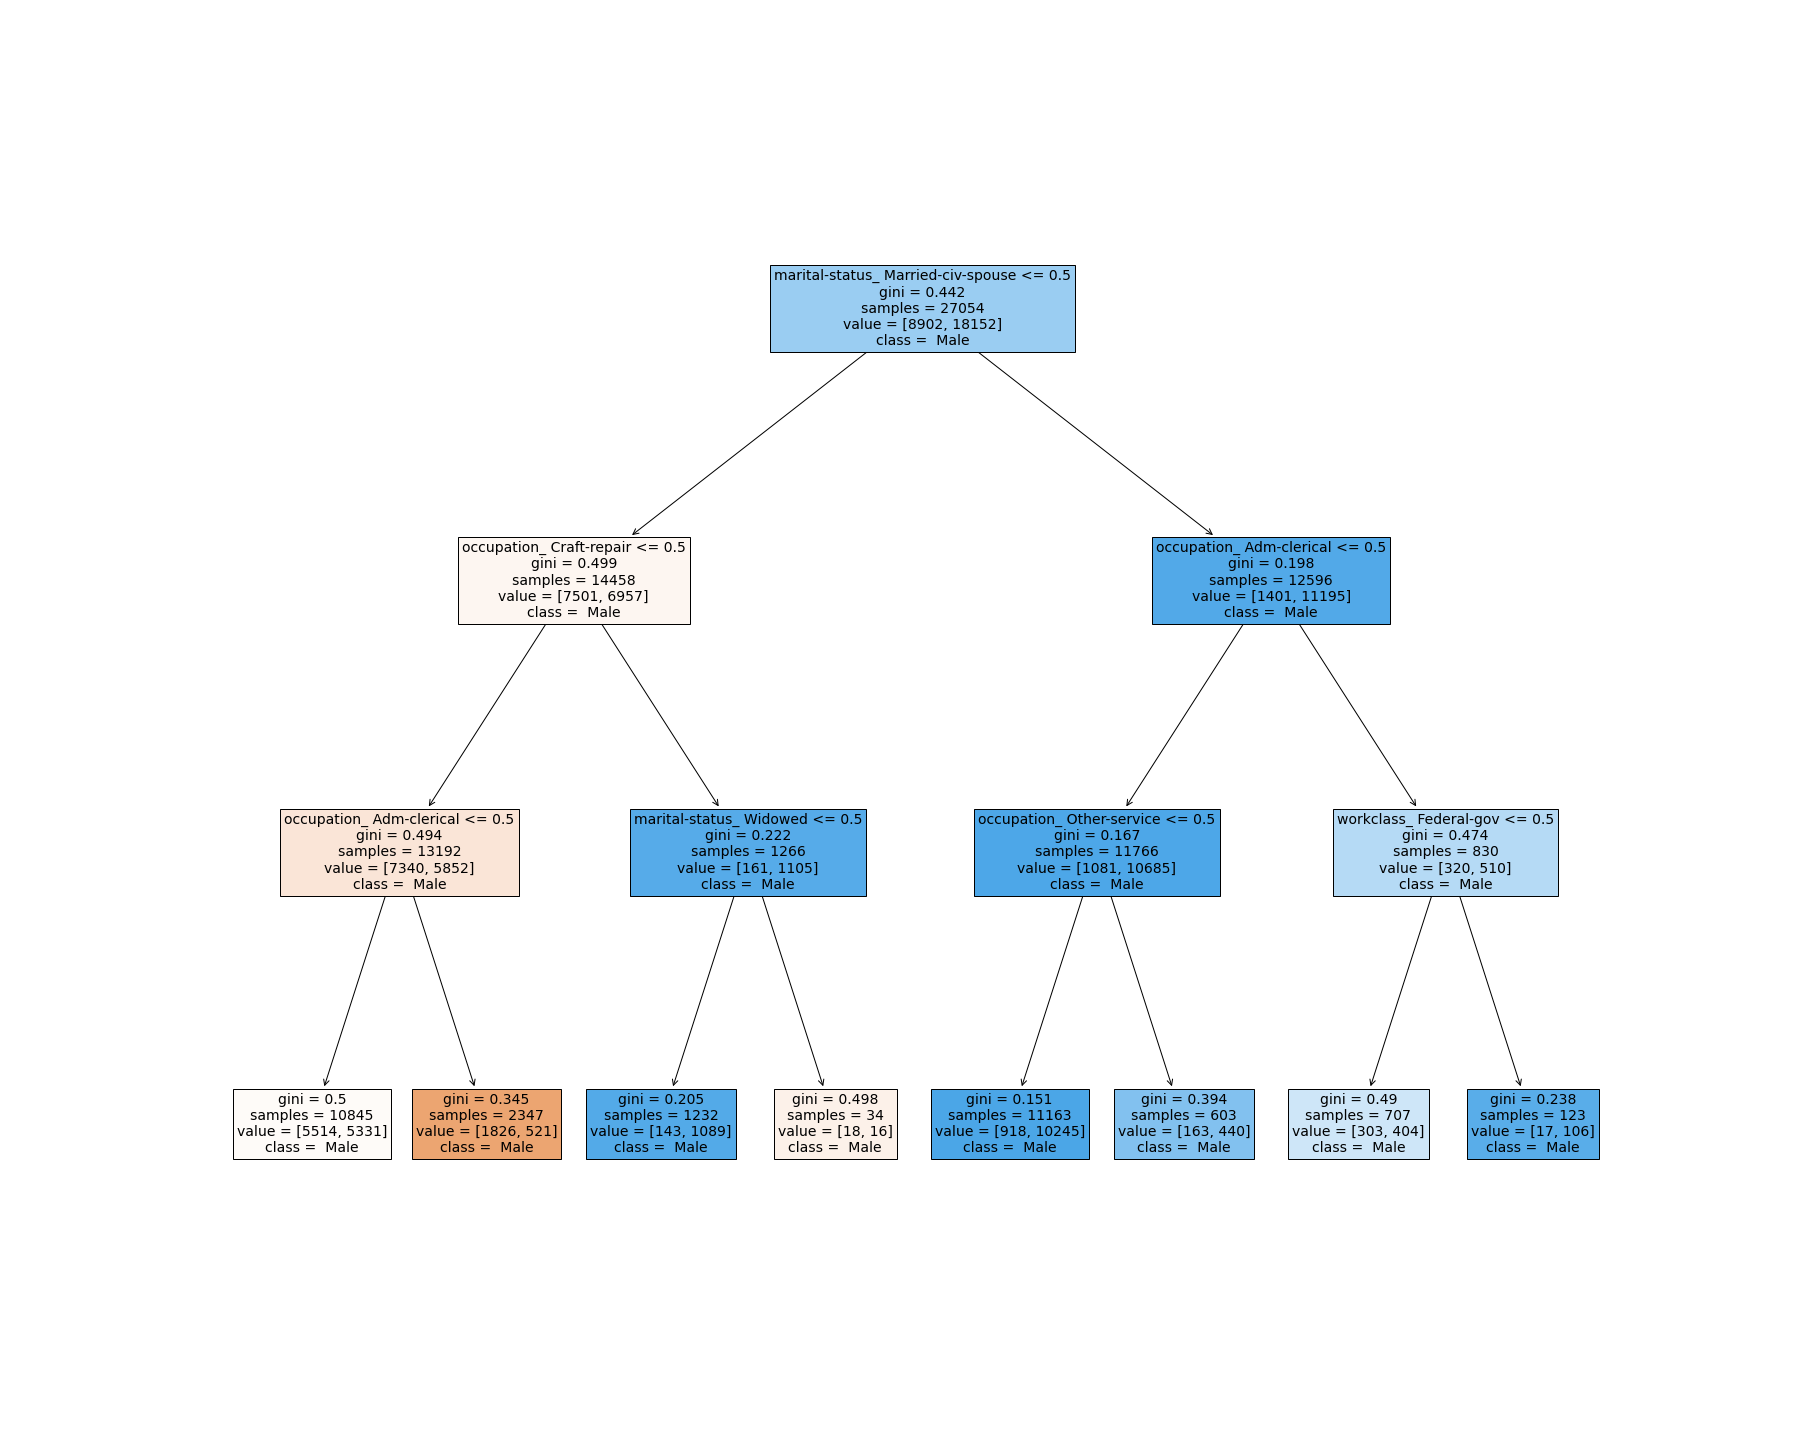 marital-status_ Married-civ-spouse <= 0.5
gini = 0.442
samples = 27054
value = [8902, 18152]
class =  Male
occupation_ Craft-repair <= 0.5
gini = 0.499
samples = 14458
value = [7501, 6957]
class =  Male
occupation_ Adm-clerical <= 0.5
gini = 0.198
samples = 12596
value = [1401, 11195]
class =  Male
occupation_ Adm-clerical <= 0.5
gini = 0.494
samples = 13192
value = [7340, 5852]
class =  Male
marital-status_ Widowed <= 0.5
gini = 0.222
samples = 1266
value = [161, 1105]
class =  Male
occupation_ Other-service <= 0.5
gini = 0.167
samples = 11766
value = [1081, 10685]
class =  Male
workclass_ Federal-gov <= 0.5
gini = 0.474
samples = 830
value = [320, 510]
class =  Male
gini = 0.5
samples = 10845
value = [5514, 5331]
class =  Male
gini = 0.345
samples = 2347
value = [1826, 521]
class =  Male
gini = 0.205
samples = 1232
value = [143, 1089]
class =  Male
gini = 0.498
samples = 34
value = [18, 16]
class =  Male
gini = 0.151
samples = 11163
value = [918, 10245]
class =  Male
gini = 0.394
samples = 603
value = [163, 440]
class =  Male
gini = 0.49
samples = 707
value = [303, 404]
class =  Male
gini = 0.238
samples = 123
value = [17, 106]
class =  Male